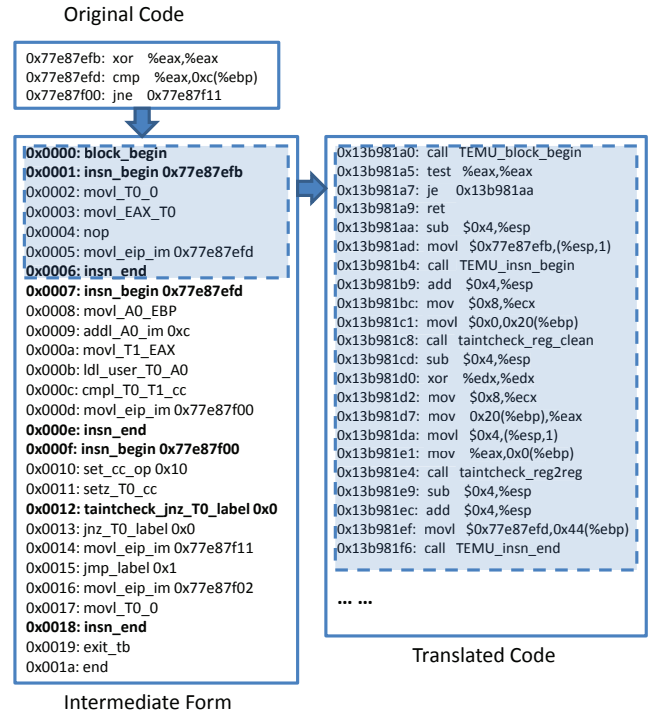 Original Code
0x77e87efb: xor %eax,%eax
0x77e87efd: cmp %eax,0xc(%ebp)
0x77e87f00: jne 0x77e87f11
0x0000: block_begin
0x0001: insn_begin 0x77e87efb
0x0002: movl_T0_0
0x0003: movl_EAX_T0
0x0004: nop
0x0005: movl_eip_im 0x77e87efd
0x0006: insn_end
0x0007: insn_begin 0x77e87efd
0x0008: movl_A0_EBP
0x0009: addl_A0_im 0xc
0x000a: movl_T1_EAX
0x000b: ldl_user_T0_A0
0x000c: cmpl_T0_T1_cc
0x000d: movl_eip_im 0x77e87f00
0x000e: insn_end
0x000f: insn_begin 0x77e87f00
0x0010: set_cc_op 0x10
0x0011: setz_T0_cc
0x0012: taintcheck_jnz_T0_label 0x0
0x0013: jnz_T0_label 0x0
0x0014: movl_eip_im 0x77e87f11
0x0015: jmp_label 0x1
0x0016: movl_eip_im 0x77e87f02
0x0017: movl_T0_0
0x0018: insn_end
0x0019: exit_tb
0x001a: end
Intermediate Form
0x13b981a0: call TEMU_block_begin
0x13b981a5: test %eax,%eax
0x13b981a7: je 0x13b981aa
0x13b981a9: ret
0x13b981aa: sub $0x4,%esp
0x13b981ad: movl $0x77e87efb,(%esp,1)
0x13b981b4: call TEMU_insn_begin
0x13b981b9: add $0x4,%esp
0x13b981bc: mov $0x8,%ecx
0x13b981c1: movl $0x0,0x20(%ebp)
0x13b981c8: call taintcheck_reg_clean
0x13b981cd: sub $0x4,%esp
0x13b981d0: xor %edx,%edx
0x13b981d2: mov $0x8,%ecx
0x13b981d7: mov 0x20(%ebp),%eax
0x13b981da: movl $0x4,(%esp,1)
0x13b981e1: mov %eax,0x0(%ebp)
0x13b981e4: call taintcheck_reg2reg
0x13b981e9: sub $0x4,%esp
0x13b981ec: add $0x4,%esp
0x13b981ef: movl $0x77e87efd,0x44(%ebp)
0x13b981f6: call TEMU_insn_end
... ...
Translated Code